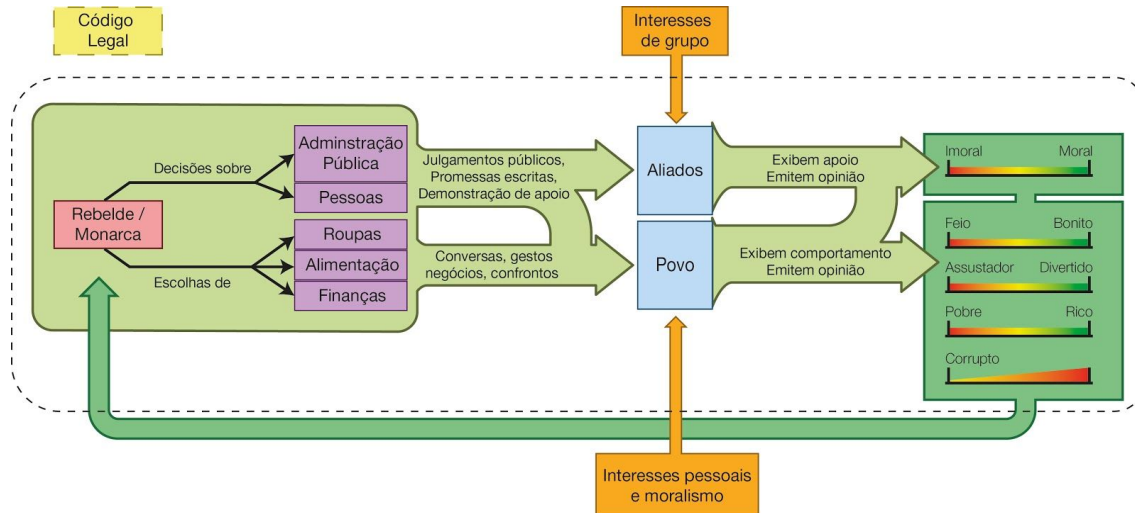 Código
Legal
Interesses
de grupo
Decisões sobre
Adminstração
Pública
Pessoas
Rebelde /
Monarca
Roupas
Alimentação
Finanças
Escolhas de
Julgamentos públicos,
Promessas escritas,
Demonstração de apoio
Conversas, gestos
negócios, confrontos
Aliados
Povo
Exibem apoio
Emitem opinião
Exibem comportamento
Emitem opinião
Imoral Moral
Feio Bonito
Assustador Divertido
Pobre Rico
Corrupto
Interesses pessoais
e moralismo